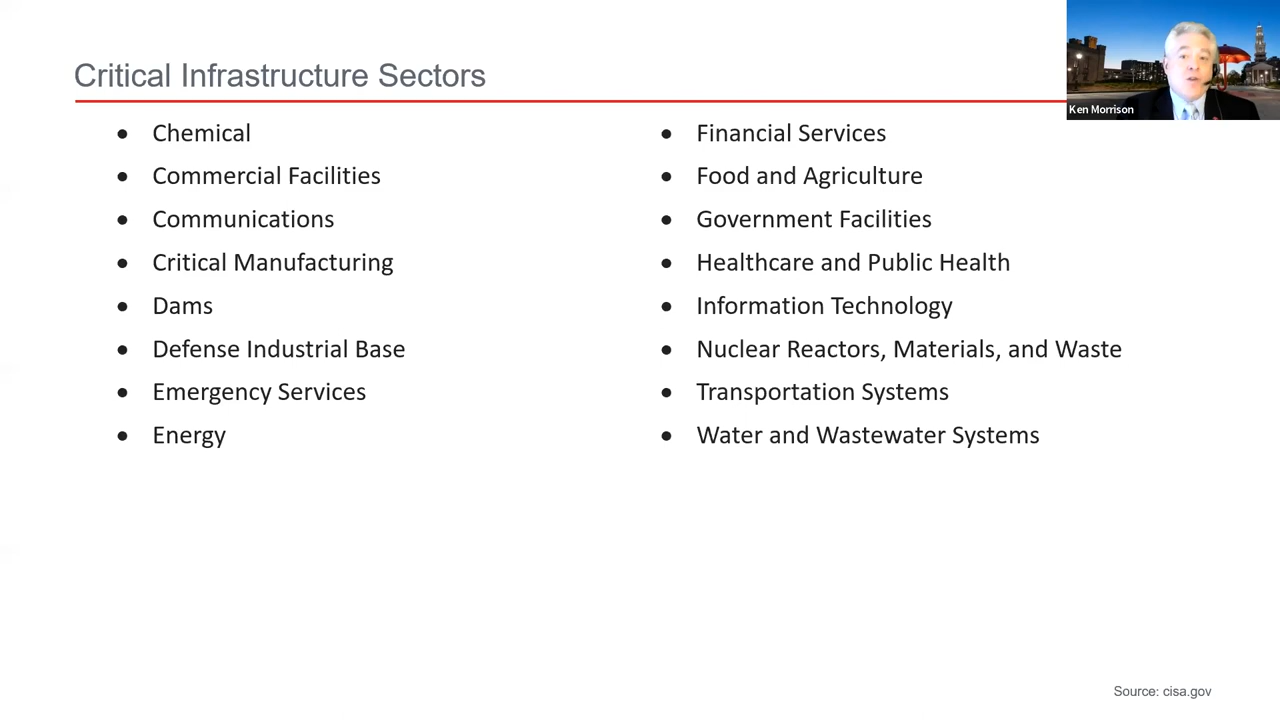 Critical Infrastructure Sectors
Ken Morrison
• Chemical
• Commercial Facilities
• Communications
• Critical Manufacturing
• Dams
• Defense Industrial Base
• Emergency Services
• Energy
• Financial Services
• Food and Agriculture
• Government Facilities
• Healthcare and Public Health
• Information Technology
• Nuclear Reactors, Materials, and Waste
• Transportation Systems
• Water and Wastewater Systems
Source: cisa.gov